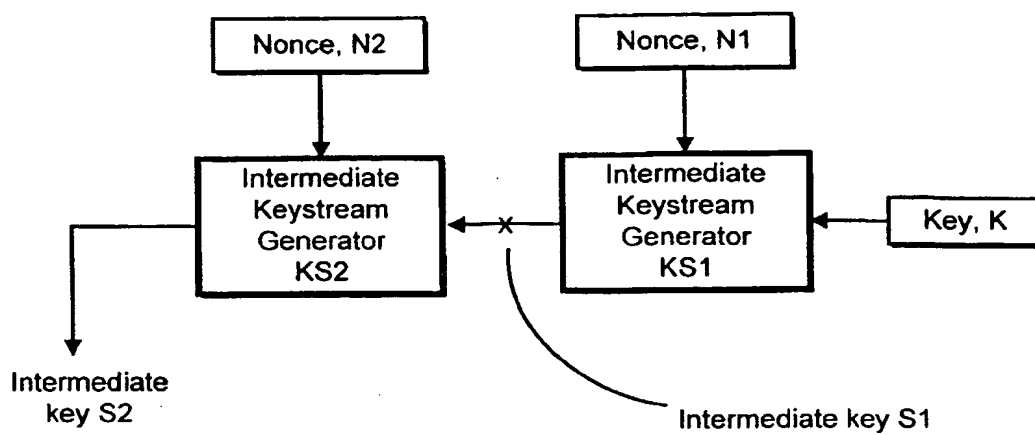 Nonce, N2
Nonce, N1
Intermediate
Keystream
Generator
KS2
Intermediate
Keystream
Generator
KS1
Key, K
Intermediate
key S2
Intermediate key S1